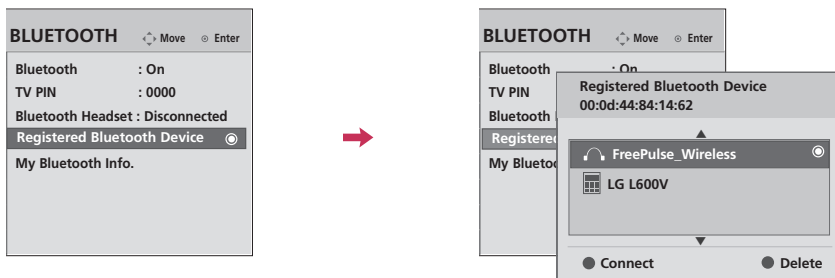 BLUETOOTH Move Enter
Bluetooth : On
TV PIN : 0000
Bluetooth Headset : Disconnected
Registered Bluetooth Device
My Bluetooth Info.
BLUETOOTH Move Enter
Bluetooth : On
TV PIN
Bluetooth
Registered
My Bluetoo
Registered Bluetooth Device
00:0d:44:84:14:62
FreePulse_Wireless
LG L600V
Connect Delete